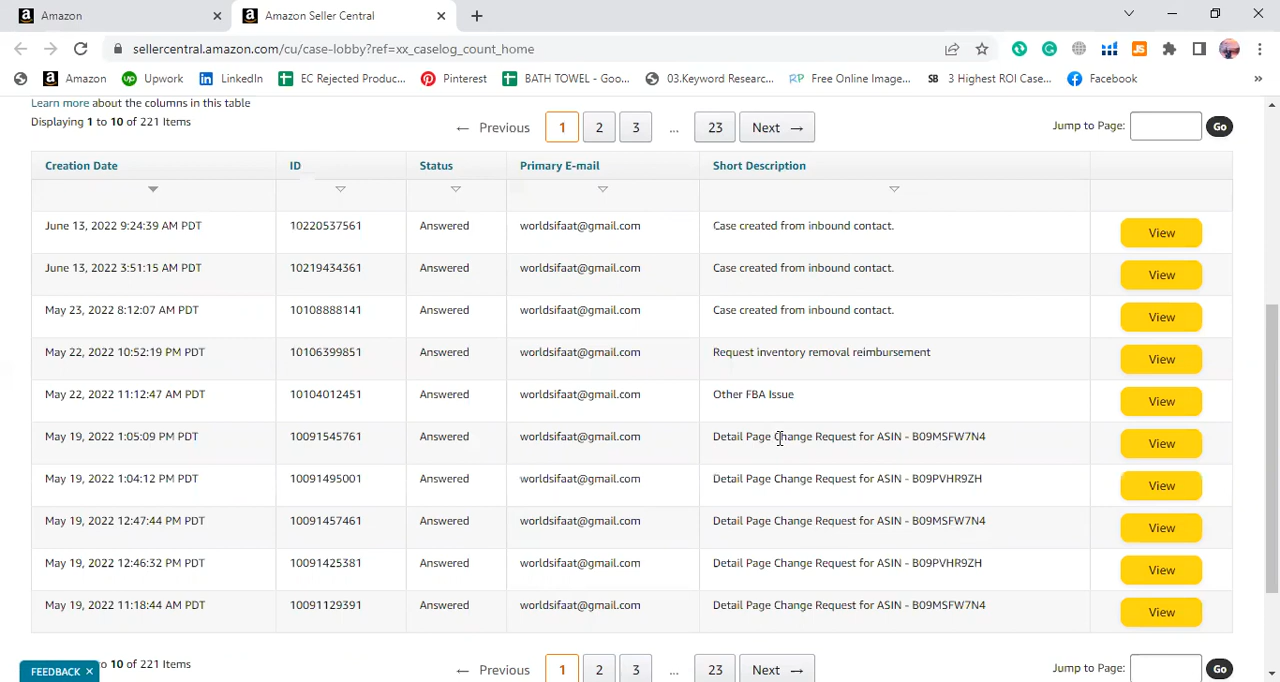 Amazon
Amazon Seller Central
sellercentral.amazon.com/cu/case-lobby?ref=xx_caselog_count_home
Amazon Upwork LinkedIn EC Rejected Produc... Pinterest BATH TOWEL - Goo... 03.Keyword Researc... Free Online Image... 3 Highest ROI Case... Facebook »
Learn more about the columns in this table
Displaying 1 to 10 of 221 Items
← Previous 1 2 3 ... 23 Next → Jump to Page: Go
Creation Date ID Status Primary E-mail Short Description
June 13, 2022 9:24:39 AM PDT 10220537561 Answered worldsifaat@gmail.com Case created from inbound contact. View
June 13, 2022 3:51:15 AM PDT 10219434361 Answered worldsifaat@gmail.com Case created from inbound contact. View
May 23, 2022 8:12:07 AM PDT 10108888141 Answered worldsifaat@gmail.com Case created from inbound contact. View
May 22, 2022 10:52:19 PM PDT 10106399851 Answered worldsifaat@gmail.com Request inventory removal reimbursement View
May 22, 2022 11:12:47 AM PDT 10104012451 Answered worldsifaat@gmail.com Other FBA Issue View
May 19, 2022 1:05:09 PM PDT 10091545761 Answered worldsifaat@gmail.com Detail Page Change Request for ASIN - B09MSFW7N4 View
May 19, 2022 1:04:12 PM PDT 10091495001 Answered worldsifaat@gmail.com Detail Page Change Request for ASIN - B09PVHR9ZH View
May 19, 2022 12:47:44 PM PDT 10091457461 Answered worldsifaat@gmail.com Detail Page Change Request for ASIN - B09MSFW7N4 View
May 19, 2022 12:46:32 PM PDT 10091425381 Answered worldsifaat@gmail.com Detail Page Change Request for ASIN - B09PVHR9ZH View
May 19, 2022 11:18:44 AM PDT 10091129391 Answered worldsifaat@gmail.com Detail Page Change Request for ASIN - B09MSFW7N4 View
o 10 of 221 Items
FEEDBACK ×
← Previous 1 2 3 ... 23 Next → Jump to Page: Go